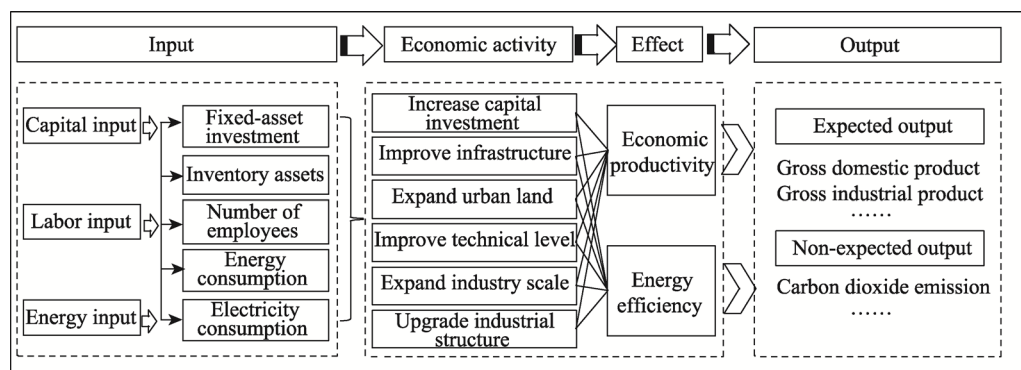 Input
Economic activity
Effect
Output
Capital input
Labor input
Energy input
Fixed-asset
investment
Inventory assets
Number of
employees
Energy
consumption
Electricity
consumption
Increase capital
investment
Improve infrastructure
Expand urban land
Improve technical level
Expand industry scale
Upgrade industrial
structure
Economic
productivity
Energy
efficiency
Expected output
Gross domestic product
Gross industrial product
……
Non-expected output
Carbon dioxide emission
……